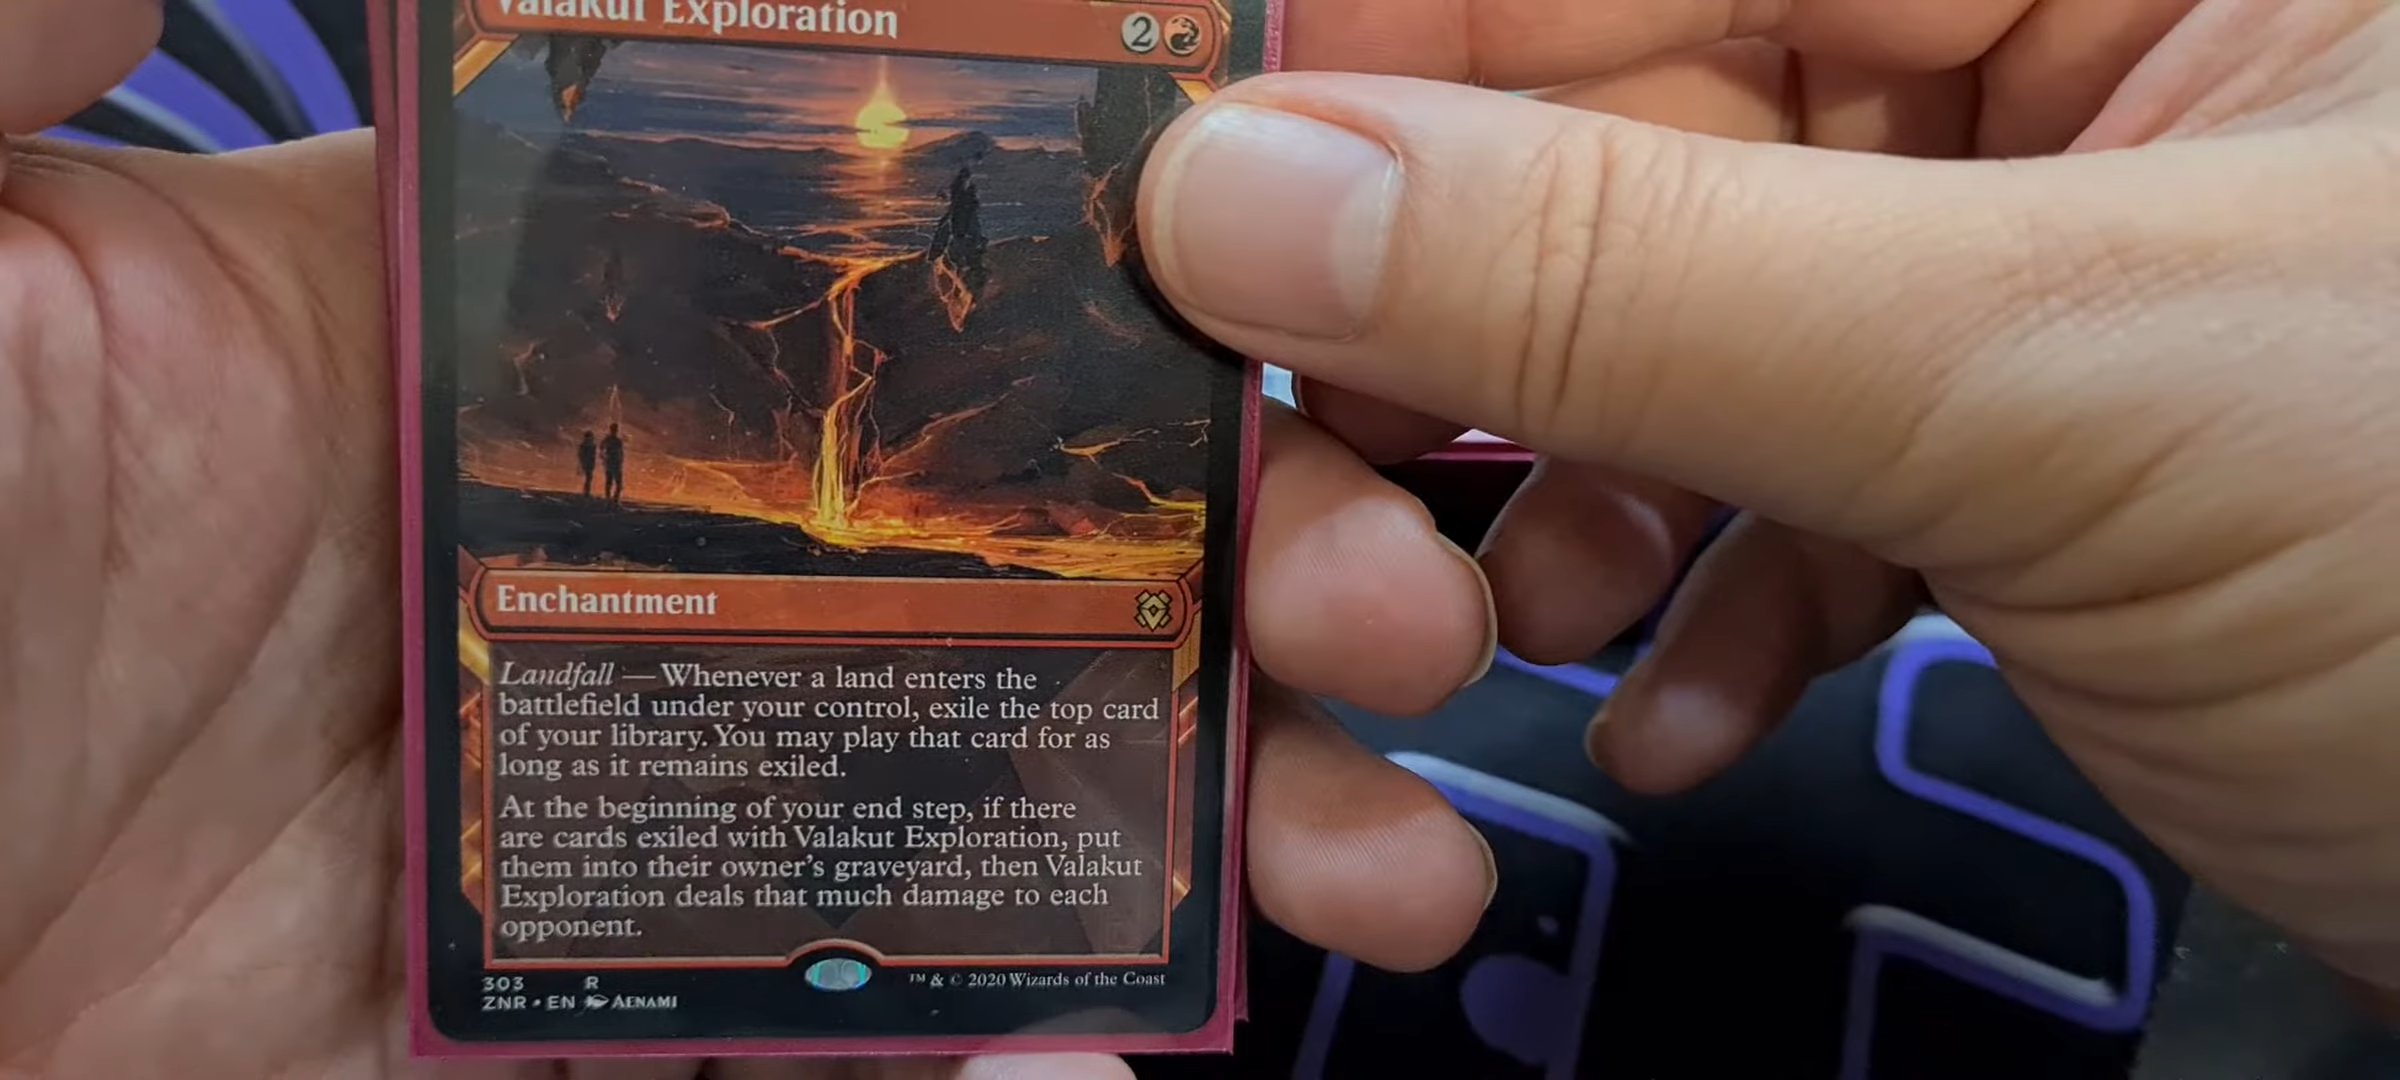 Valakut Exploration
2
Enchantment
Landfall — Whenever a land enters the
battlefield under your control, exile the top card
of your library. You may play that card for as
long as it remains exiled.
At the beginning of your end step, if there
are cards exiled with Valakut Exploration, put
them into their owner's graveyard, then Valakut
Exploration deals that much damage to each
opponent.
303 R
ZNR • EN AENAMI
™ & © 2020 Wizards of the Coast